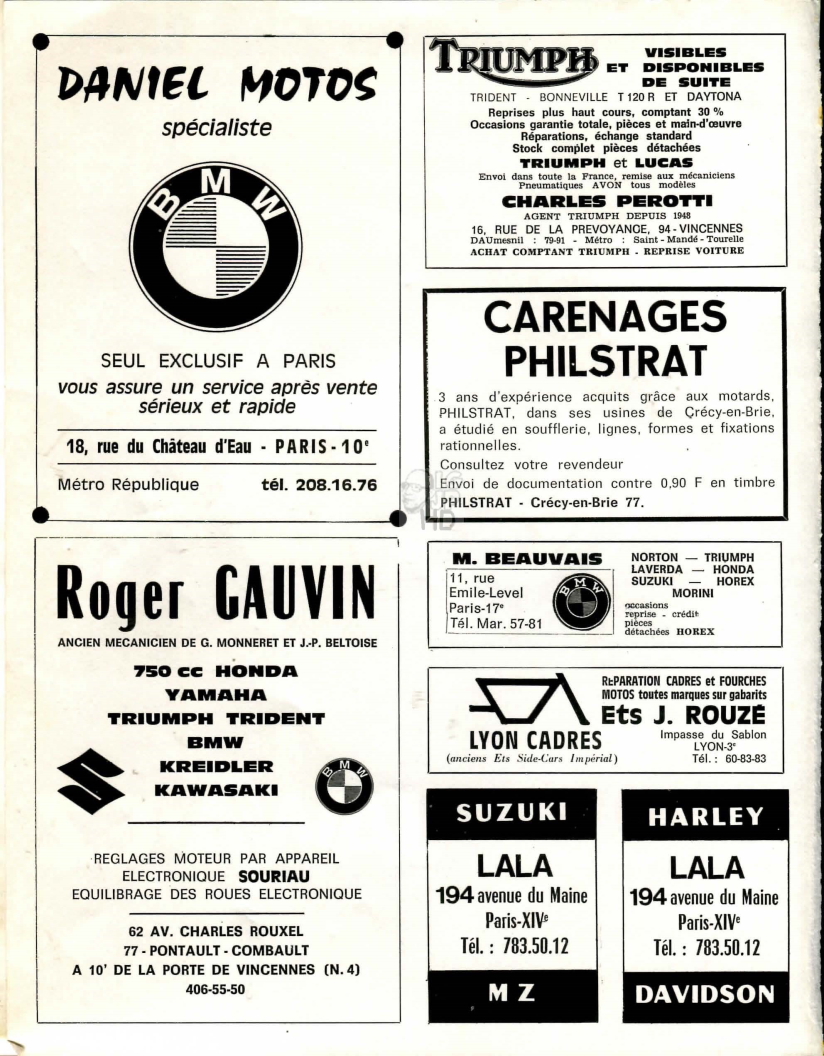 DANIEL MOTOS
spécialiste
BMW
SEUL EXCLUSIF A PARIS
vous assure un service après vente
sérieux et rapide
18, rue du Château d'Eau - PARIS-10e
Métro République tél. 208.16.76
TRIUMPH ET VISIBLES
DISPONIBLES
DE SUITE
TRIDENT - BONNEVILLE T 120 R ET DAYTONA
Reprises plus haut cours, comptant 30 %
Occasions garantie totale, pièces et main-d'œuvre
Réparations, échange standard
Stock complet pièces détachées
TRIUMPH et LUCAS
Envoi dans toute la France, remise aux mécaniciens
Pneumatiques AVON tous modèles
CHARLES PEROTTI
AGENT TRIUMPH DEPUIS 1948
16, RUE DE LA PREVOYANCE, 94-VINCENNES
DAUmesnil : 79-91 - Métro : Saint-Mandé-Tourelle
ACHAT COMPTANT TRIUMPH - REPRISE VOITURE
CARENAGES
PHILSTRAT
3 ans d'expérience acquits grâce aux motards,
PHILSTRAT, dans ses usines de Çrécy-en-Brie,
a étudié en soufflerie, lignes, formes et fixations
rationnelles.
Consultez votre revendeur
Envoi de documentation contre 0,90 F en timbre
PHILSTRAT - Crécy-en-Brie 77.
Roger GAUVIN
ANCIEN MECANICIEN DE G. MONNERET ET J.-P. BELTOISE
750 cc HONDA
YAMAHA
TRIUMPH TRIDENT
BMW
KREIDLER
KAWASAKI
BMW
REGLAGES MOTEUR PAR APPAREIL
ELECTRONIQUE SOURIAU
EQUILIBRAGE DES ROUES ELECTRONIQUE
62 AV. CHARLES ROUXEL
77 - PONTAULT - COMBAULT
A 10' DE LA PORTE DE VINCENNES (N. 4)
406-55-50
M. BEAUVAIS
11, rue
Emile-Level
Paris-17e
Tél. Mar. 57-81
BMW
NORTON — TRIUMPH
LAVERDA — HONDA
SUZUKI — HOREX
MORINI
occasions
reprise - crédit
pièces
détachées HOREX
REPARATION CADRES et FOURCHES
MOTOS toutes marques sur gabarits
Ets J. ROUZÉ
LYON CADRES
(anciens Ets Side-Cars Impérial)
Impasse du Sablon
LYON-3e
Tél. : 60-83-83
SUZUKI
LALA
194 avenue du Maine
Paris-XIVe
Tél. : 783.50.12
M Z
HARLEY
LALA
194 avenue du Maine
Paris-XIVe
Tél. : 783.50.12
DAVIDSON